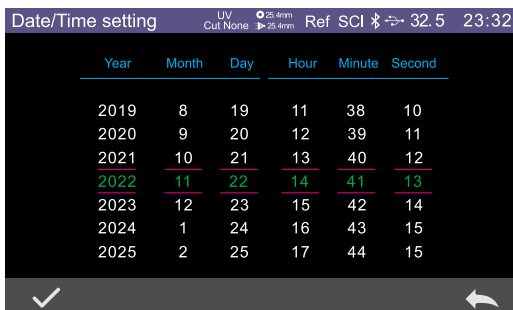 Date/Time setting UV Cut None 25.4mm 25.4mm Ref SCI 32.5 23:32
Year Month Day Hour Minute Second
2019 8 19 11 38 10
2020 9 20 12 39 11
2021 10 21 13 40 12
2022 11 22 14 41 13
2023 12 23 15 42 14
2024 1 24 16 43 15
2025 2 25 17 44 15